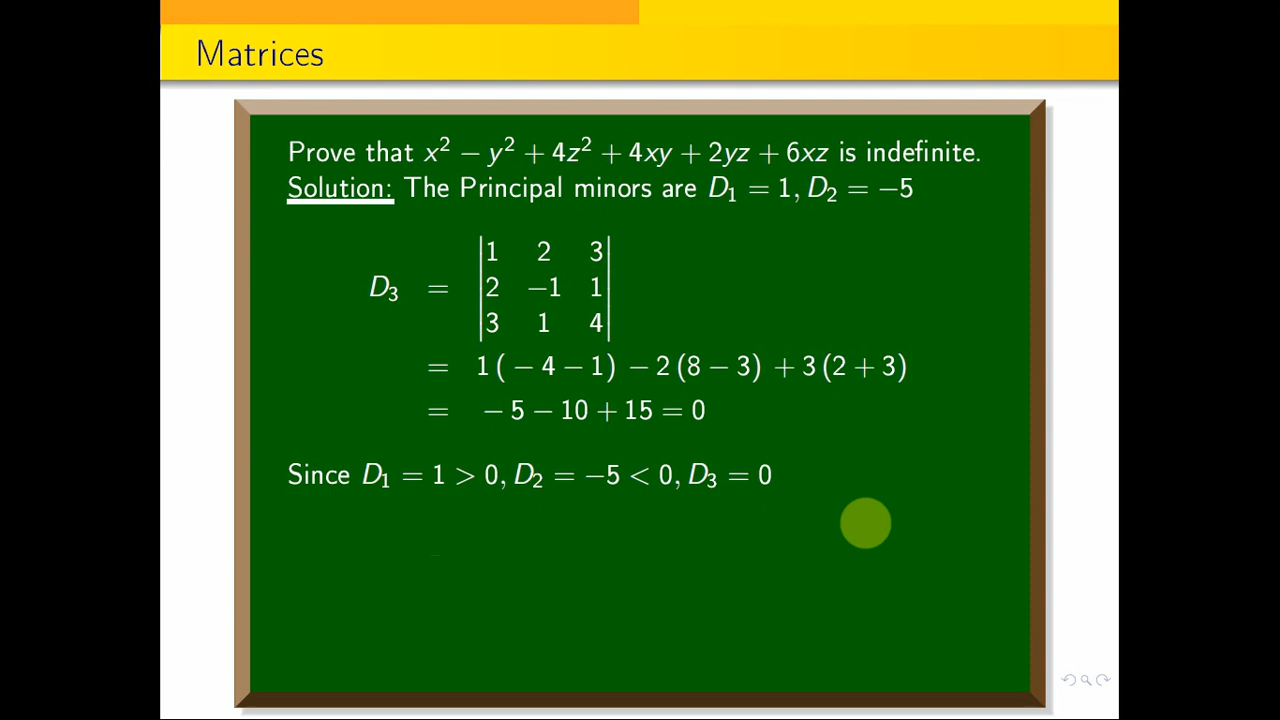 Matrices
Prove that x² − y² + 4z² + 4xy + 2yz + 6xz is indefinite.
Solution: The Principal minors are D₁ = 1, D₂ = −5
D₃ = |1 2 3|
|2 −1 1|
|3 1 4|
= 1(−4 − 1) − 2(8 − 3) + 3(2 + 3)
= −5 − 10 + 15 = 0
Since D₁ = 1 > 0, D₂ = −5 < 0, D₃ = 0